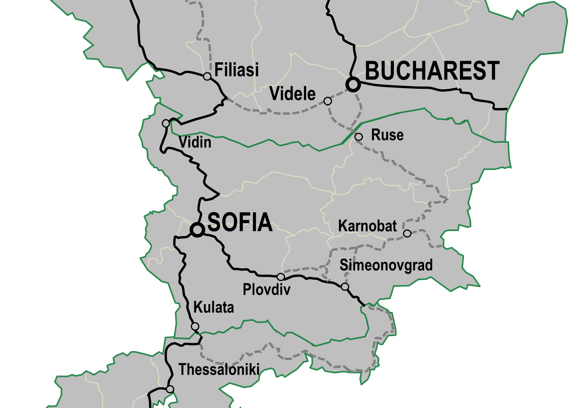 Filiasi
BUCHAREST
Videle
Vidin
Ruse
SOFIA
Karnobat
Simeonovgrad
Plovdiv
Kulata
Thessaloniki